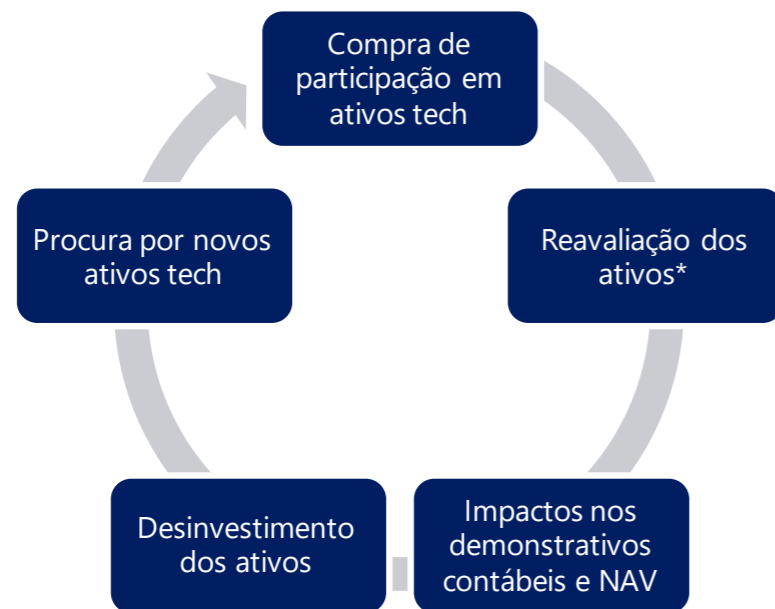 Compra de
participação em
ativos tech
Reavaliação dos
ativos*
Impactos nos
demonstrativos
contábeis e NAV
Desinvestimento
dos ativos
Procura por novos
ativos tech